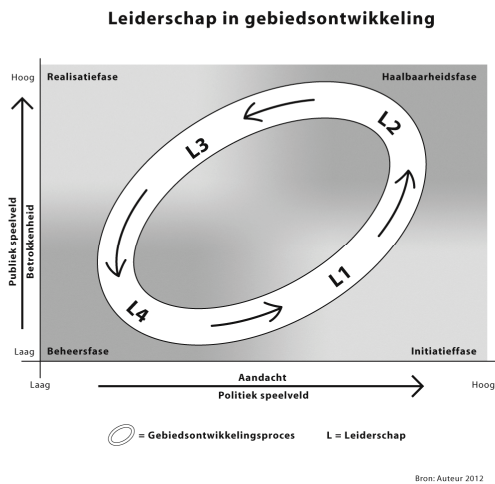 Leiderschap in gebiedsontwikkeling
Hoog
Realisatiefase
Haalbaarheidsfase
L2
L3
Publiek speelveld
Betrokkenheid
L1
L4
Laag
Beheersfase
Initiatieffase
Laag
Aandacht
Hoog
Politiek speelveld
= Gebiedsontwikkelingsproces
L = Leiderschap
Bron: Auteur 2012